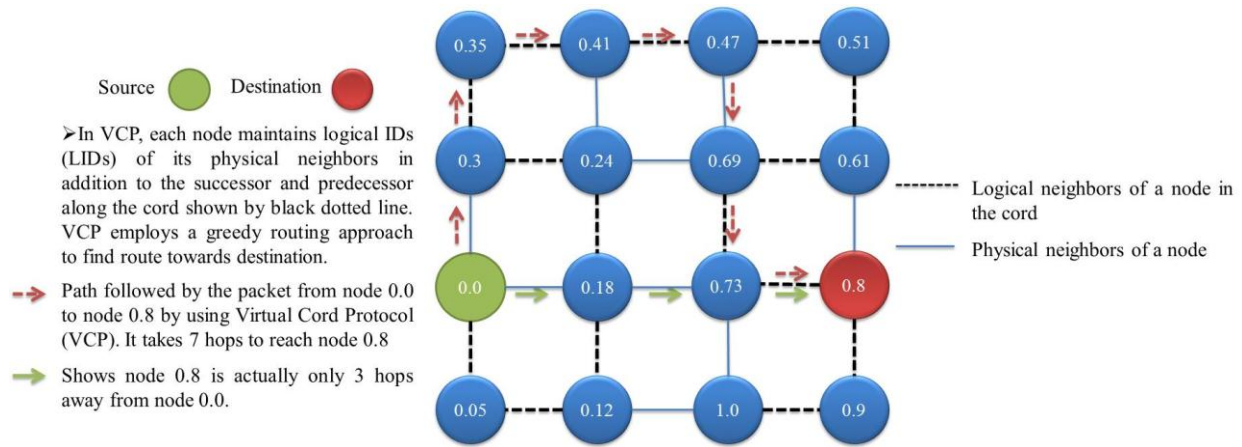 0.35 0.41 0.47 0.51
Source Destination
➢In VCP, each node maintains logical IDs
(LIDs) of its physical neighbors in
addition to the successor and predecessor
along the cord shown by black dotted line.
VCP employs a greedy routing approach
to find route towards destination.
0.3 0.24 0.69 0.61
Logical neighbors of a node in
the cord
Physical neighbors of a node
Path followed by the packet from node 0.0
to node 0.8 by using Virtual Cord Protocol
(VCP). It takes 7 hops to reach node 0.8
0.0 0.18 0.73 0.8
Shows node 0.8 is actually only 3 hops
away from node 0.0.
0.05 0.12 1.0 0.9